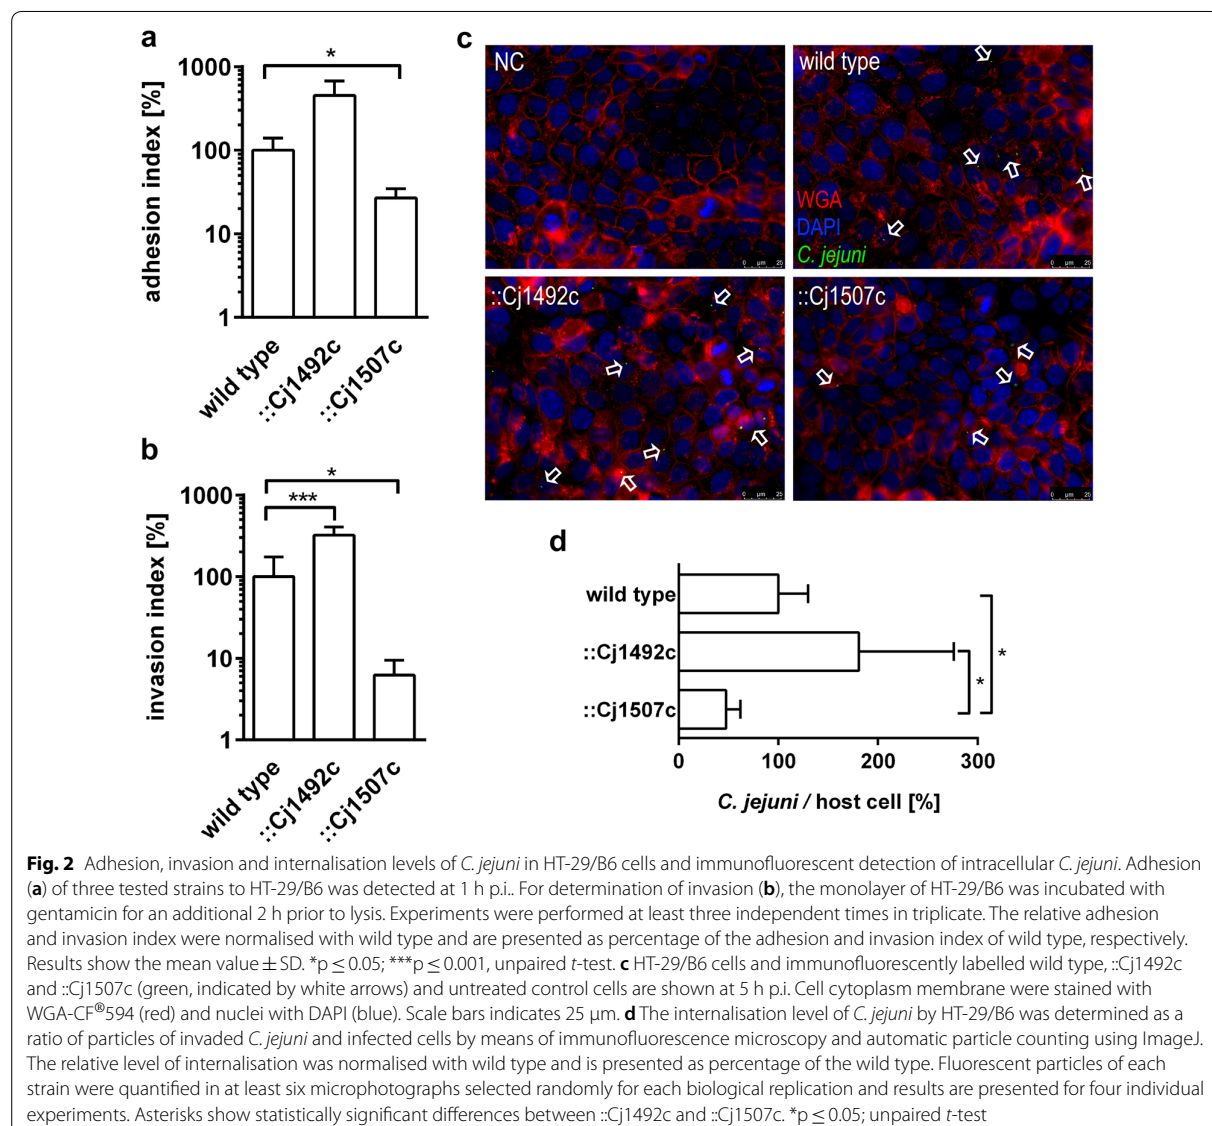 a
*
1000
100
10
1
adhesion index [%]
wild type
::Cj1492c
::Cj1507c
b
*
***
1000
100
10
1
invasion index [%]
wild type
::Cj1492c
::Cj1507c
c
NC
0 µm 25
wild type
WGA
DAPI
C. jejuni
0 µm 25
::Cj1492c
0 µm 25
::Cj1507c
0 µm 25
d
wild type
::Cj1492c
::Cj1507c
*
*
0 100 200 300
C. jejuni / host cell [%]
Fig. 2 Adhesion, invasion and internalisation levels of C. jejuni in HT-29/B6 cells and immunofluorescent detection of intracellular C. jejuni. Adhesion
(a) of three tested strains to HT-29/B6 was detected at 1 h p.i.. For determination of invasion (b), the monolayer of HT-29/B6 was incubated with
gentamicin for an additional 2 h prior to lysis. Experiments were performed at least three independent times in triplicate. The relative adhesion
and invasion index were normalised with wild type and are presented as percentage of the adhesion and invasion index of wild type, respectively.
Results show the mean value ± SD. *p ≤ 0.05; ***p ≤ 0.001, unpaired t-test. c HT-29/B6 cells and immunofluorescently labelled wild type, ::Cj1492c
and ::Cj1507c (green, indicated by white arrows) and untreated control cells are shown at 5 h p.i. Cell cytoplasm membrane were stained with
WGA-CF®594 (red) and nuclei with DAPI (blue). Scale bars indicates 25 µm. d The internalisation level of C. jejuni by HT-29/B6 was determined as a
ratio of particles of invaded C. jejuni and infected cells by means of immunofluorescence microscopy and automatic particle counting using ImageJ.
The relative level of internalisation was normalised with wild type and is presented as percentage of the wild type. Fluorescent particles of each
strain were quantified in at least six microphotographs selected randomly for each biological replication and results are presented for four individual
experiments. Asterisks show statistically significant differences between ::Cj1492c and ::Cj1507c. *p ≤ 0.05; unpaired t-test